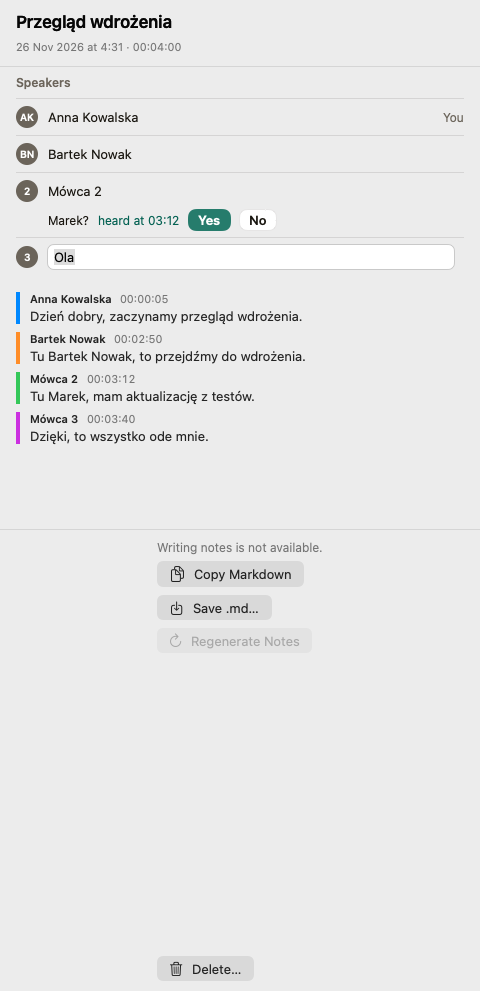 Przegląd wdrożenia
26 Nov 2026 at 4:31 · 00:04:00
Speakers
AK Anna Kowalska You
BN Bartek Nowak
2 Mówca 2
Marek? heard at 03:12 Yes No
3 Ola
Anna Kowalska 00:00:05
Dzień dobry, zaczynamy przegląd wdrożenia.
Bartek Nowak 00:02:50
Tu Bartek Nowak, to przejdźmy do wdrożenia.
Mówca 2 00:03:12
Tu Marek, mam aktualizację z testów.
Mówca 3 00:03:40
Dzięki, to wszystko ode mnie.
Writing notes is not available.
Copy Markdown
Save .md...
Regenerate Notes
Delete...